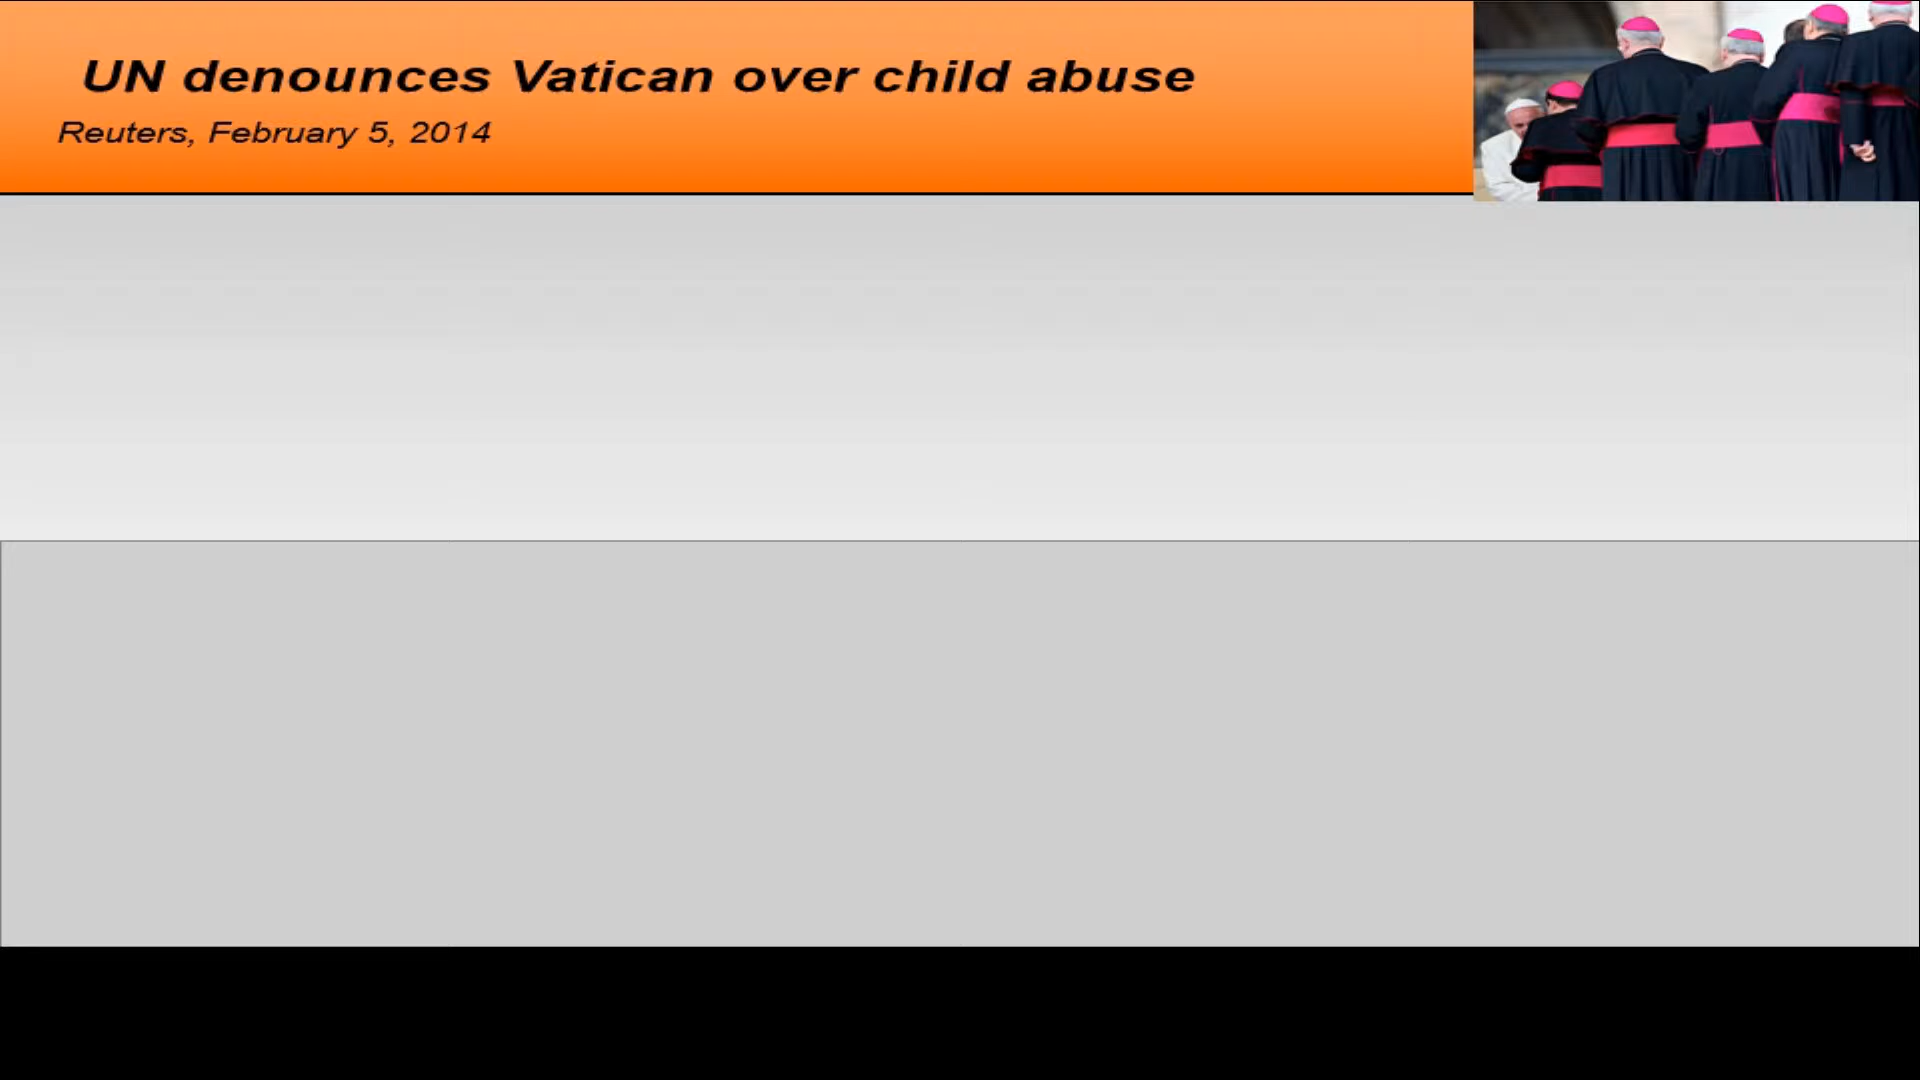 UN denounces Vatican over child abuse
Reuters, February 5, 2014